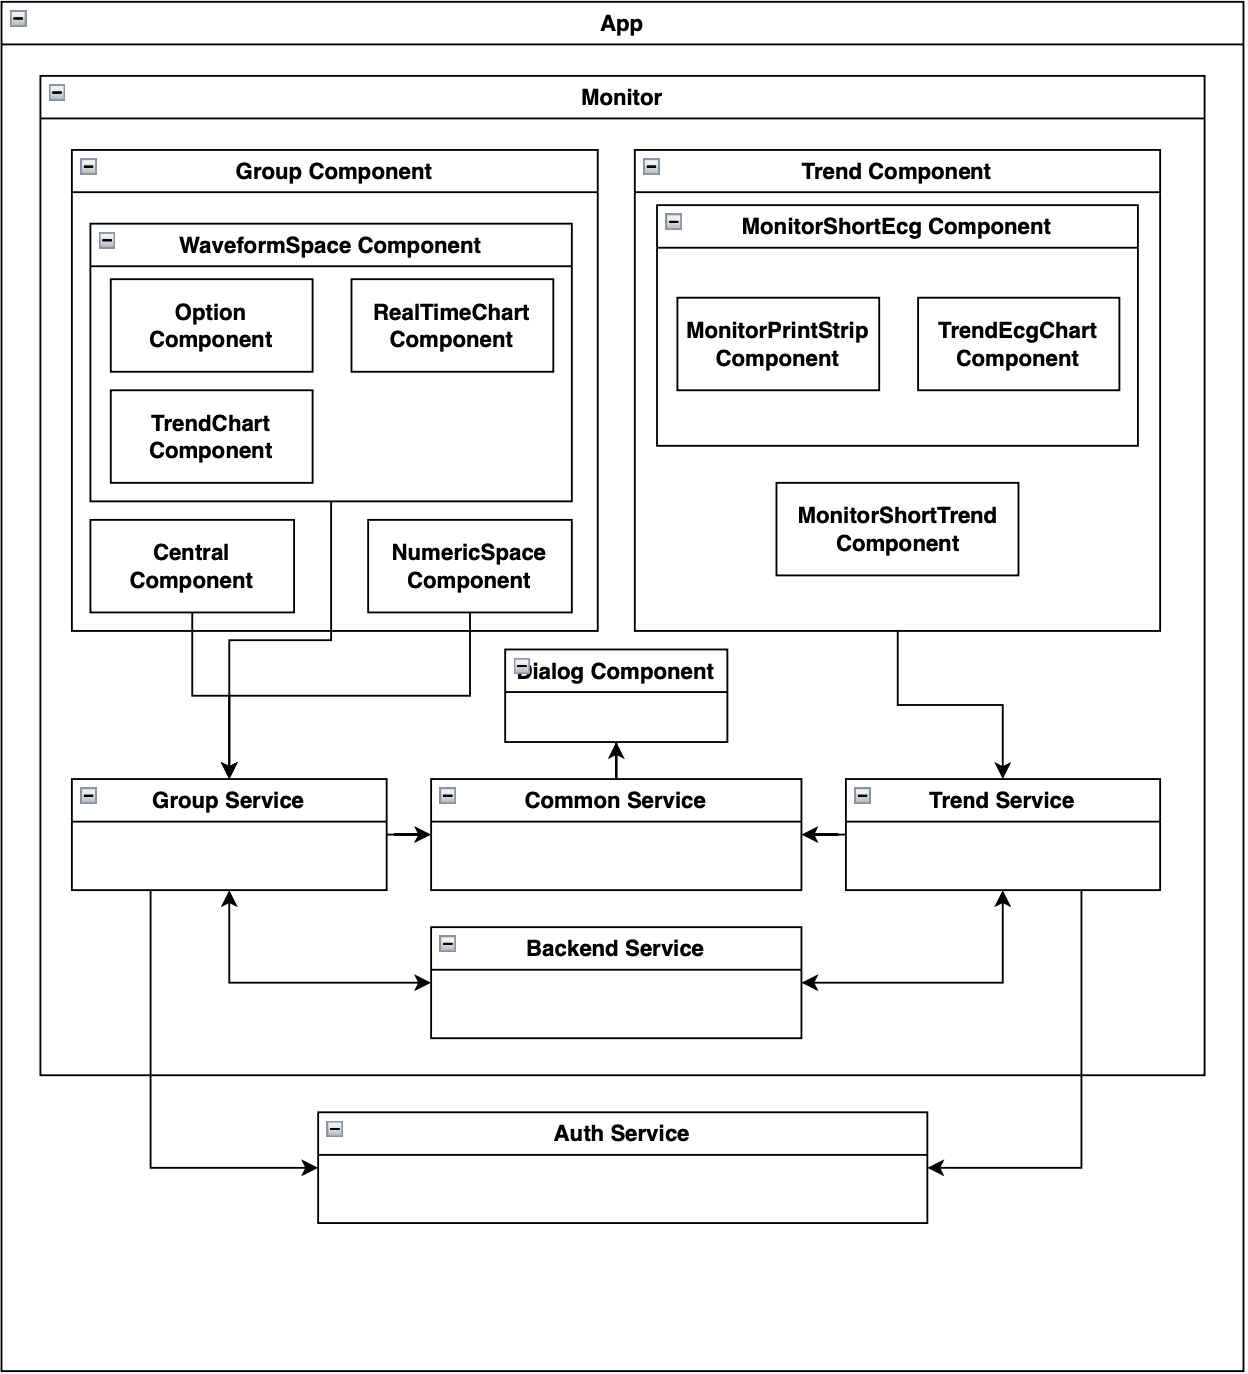 App
Monitor
Group Component
WaveformSpace Component
Option
Component
RealTimeChart
Component
TrendChart
Component
Central
Component
NumericSpace
Component
Trend Component
MonitorShortEcg Component
MonitorPrintStrip
Component
TrendEcgChart
Component
MonitorShortTrend
Component
Dialog Component
Group Service
Common Service
Trend Service
Backend Service
Auth Service